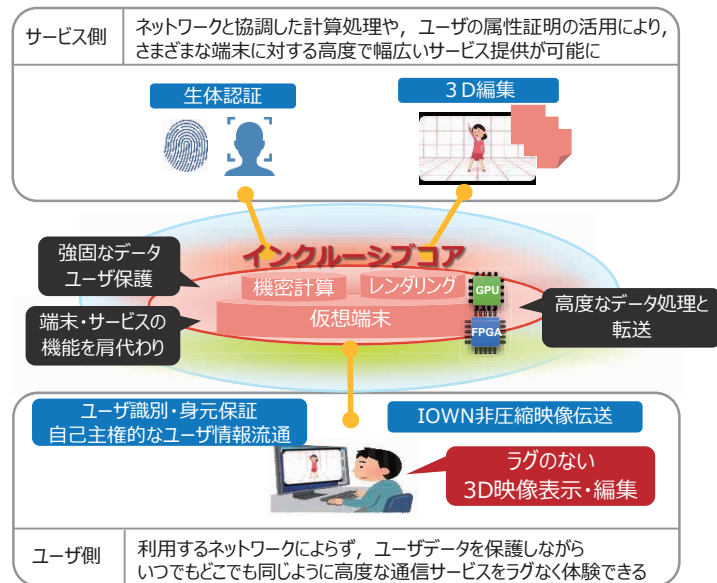 サービス側
ネットワークと協調した計算処理や，ユーザの属性証明の活用により，
さまざまな端末に対する高度で幅広いサービス提供が可能に
生体認証
3D編集
インクルーシブコア
強固なデータ
ユーザ保護
機密計算
レンダリング
GPU
端末・サービスの
機能を肩代わり
仮想端末
FPGA
高度なデータ処理と
転送
ユーザ識別・身元保証
自己主権的なユーザ情報流通
IOWN非圧縮映像伝送
ラグのない
3D映像表示・編集
ユーザ側
利用するネットワークによらず，ユーザデータを保護しながら
いつでもどこでも同じように高度な通信サービスをラグなく体験できる